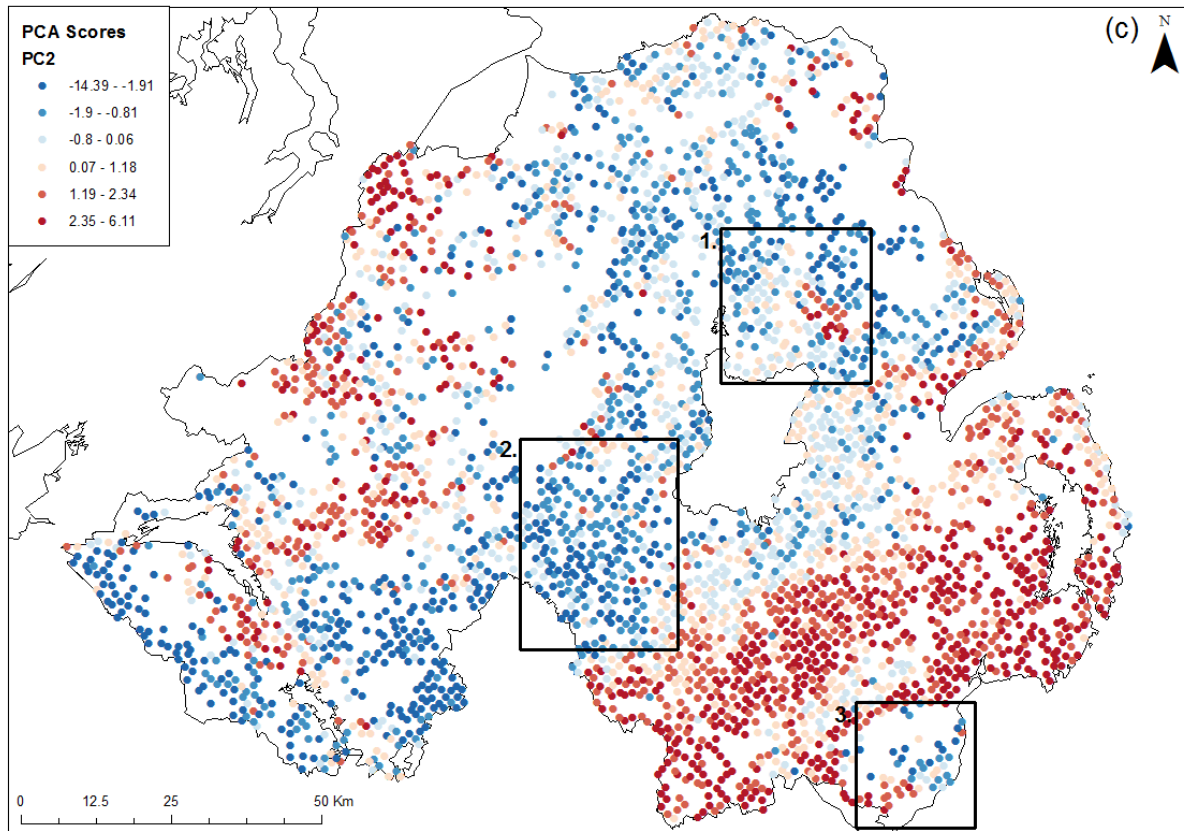 PCA Scores
PC2
-14.39 - -1.91
-1.9 - -0.81
-0.8 - 0.06
0.07 - 1.18
1.19 - 2.34
2.35 - 6.11
(c)
N
1.
2.
3.
0 12.5 25 50 Km